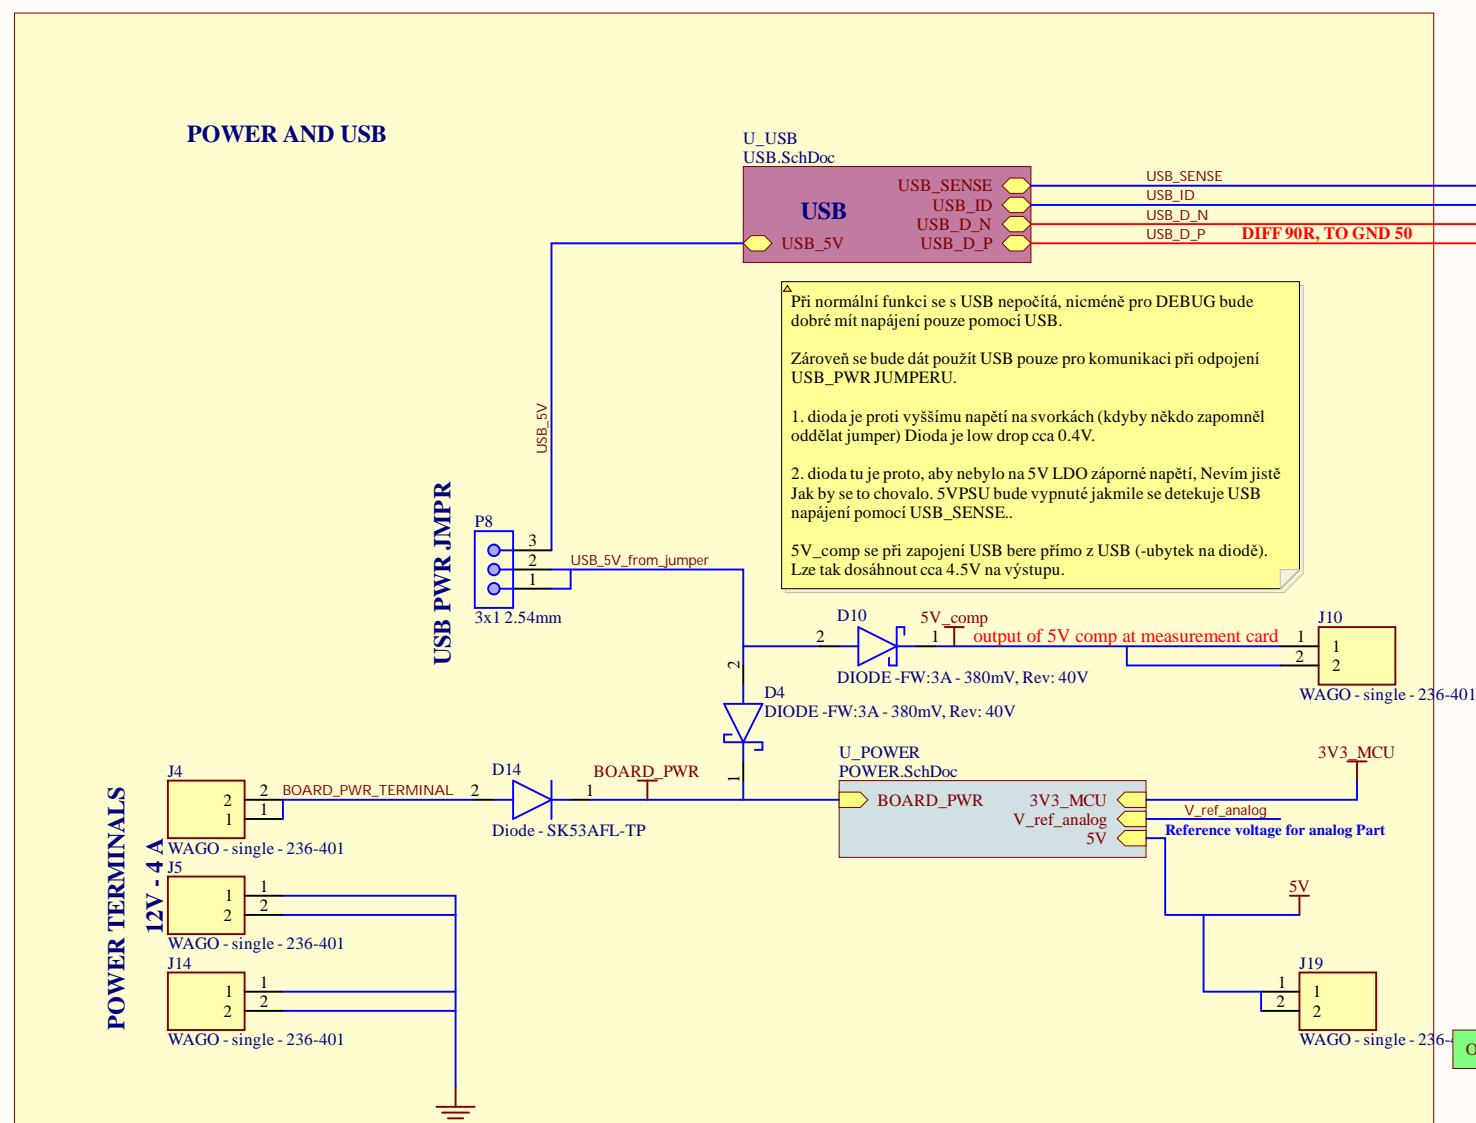 POWER AND USB
U_USB
USB.SchDoc
USB
USB_SENSE
USB_ID
USB_D_N
USB_D_P
USB_5V
USB_SENSE
USB_ID
USB_D_N
USB_D_P
DIFF 90R, TO GND 50
Při normální funkci se s USB nepočítá, nicméně pro DEBUG bude
dobré mít napájení pouze pomocí USB.
Zároveň se bude dát použít USB pouze pro komunikaci při odpojení
USB_PWR JUMPERU.
1. dioda je proti vyššímu napětí na svorkách (kdyby někdo zapomněl
oddělat jumper) Dioda je low drop cca 0.4V.
2. dioda tu je proto, aby nebylo na 5V LDO záporné napětí, Nevím jistě
Jak by se to chovalo. 5VPSU bude vypnuté jakmile se detekuje USB
napájení pomocí USB_SENSE..
5V_comp se při zapojení USB bere přímo z USB (-ubytek na diodě).
Lze tak dosáhnout cca 4.5V na výstupu.
USB_5V
USB PWR JMPR
P8
3
2
1
3x1 2.54mm
USB_5V_from_jumper
D10
2
1
5V_comp
output of 5V comp at measurement card
DIODE -FW:3A - 380mV, Rev: 40V
J10
1 1
2 2
WAGO - single - 236-401
2
D4
DIODE -FW:3A - 380mV, Rev: 40V
1
U_POWER
POWER.SchDoc
BOARD_PWR
3V3_MCU
V_ref_analog
5V
3V3_MCU
V_ref_analog
Reference voltage for analog Part
5V
J19
1 1
2 2
WAGO - single - 236-
O
POWER TERMINALS
12V - 4 A
J4
2 2
1 1
WAGO - single - 236-401
BOARD_PWR_TERMINAL
2
D14
1
Diode - SK53AFL-TP
BOARD_PWR
J5
1 1
2 2
WAGO - single - 236-401
J14
1 1
2 2
WAGO - single - 236-401